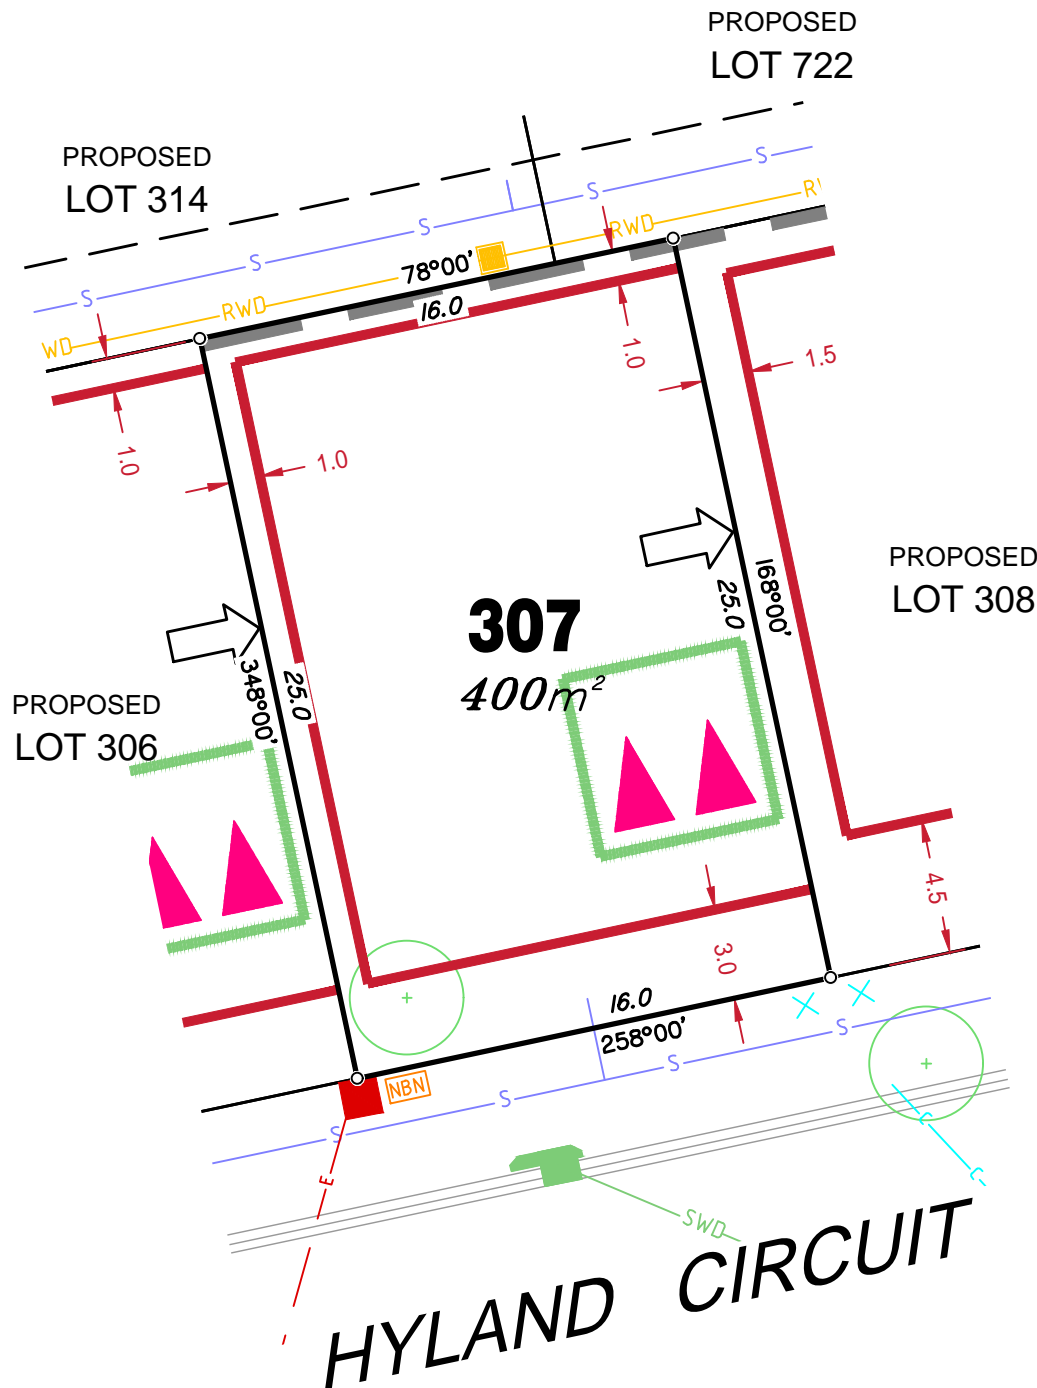 PROPOSED
LOT 722
PROPOSED
LOT 314
S
S
S
S
S
RWD
R
RWD
WD
78°00'
16.0
1.0
1.0
1.0
1.5
307
400m²
25.0
168°00'
PROPOSED
LOT 308
348°00'
25.0
PROPOSED
LOT 306
4.5
3.0
16.0
258°00'
NBN
S
S
S
S
E
C
C
SWD
HYLAND CIRCUIT